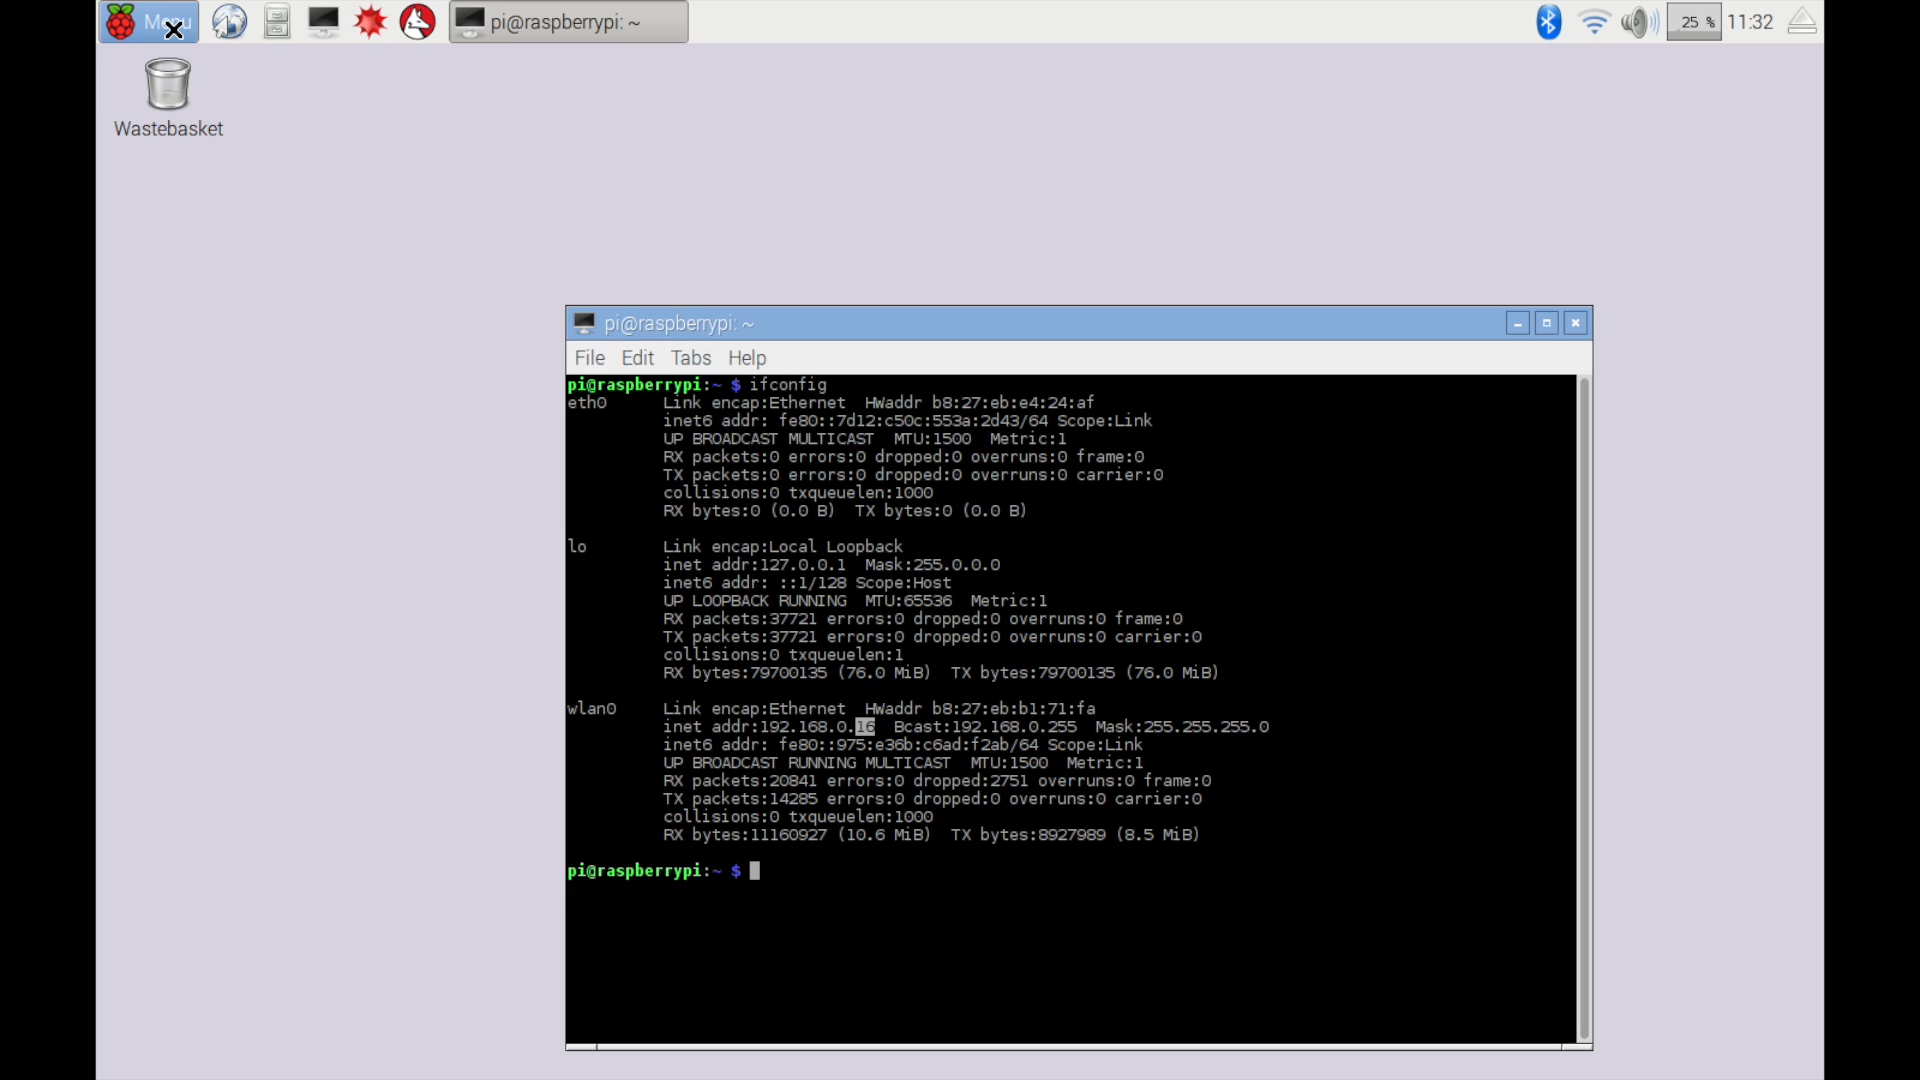 Menu pi@raspberrypi: ~ 25 % 11:32
Wastebasket
pi@raspberrypi: ~
File Edit Tabs Help
pi@raspberrypi:~ $ ifconfig
eth0 Link encap:Ethernet HWaddr b8:27:eb:e4:24:af
inet6 addr: fe80::7d12:c50c:553a:2d43/64 Scope:Link
UP BROADCAST MULTICAST MTU:1500 Metric:1
RX packets:0 errors:0 dropped:0 overruns:0 frame:0
TX packets:0 errors:0 dropped:0 overruns:0 carrier:0
collisions:0 txqueuelen:1000
RX bytes:0 (0.0 B) TX bytes:0 (0.0 B)
lo Link encap:Local Loopback
inet addr:127.0.0.1 Mask:255.0.0.0
inet6 addr: ::1/128 Scope:Host
UP LOOPBACK RUNNING MTU:65536 Metric:1
RX packets:37721 errors:0 dropped:0 overruns:0 frame:0
TX packets:37721 errors:0 dropped:0 overruns:0 carrier:0
collisions:0 txqueuelen:1
RX bytes:79700135 (76.0 MiB) TX bytes:79700135 (76.0 MiB)
wlan0 Link encap:Ethernet HWaddr b8:27:eb:b1:71:fa
inet addr:192.168.0.16 Bcast:192.168.0.255 Mask:255.255.255.0
inet6 addr: fe80::975:e36b:c6ad:f2ab/64 Scope:Link
UP BROADCAST RUNNING MULTICAST MTU:1500 Metric:1
RX packets:20841 errors:0 dropped:2751 overruns:0 frame:0
TX packets:14285 errors:0 dropped:0 overruns:0 carrier:0
collisions:0 txqueuelen:1000
RX bytes:11160927 (10.6 MiB) TX bytes:8927989 (8.5 MiB)
pi@raspberrypi:~ $